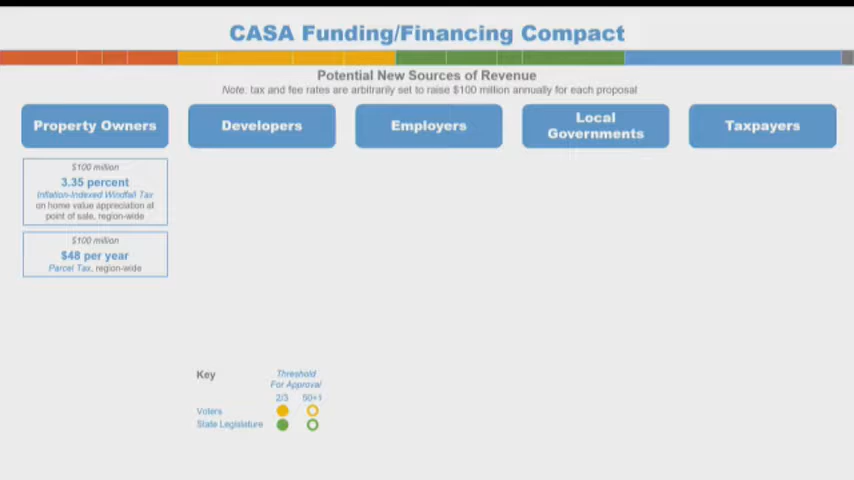 CASA Funding/Financing Compact
Potential New Sources of Revenue
Note: tax and fee rates are arbitrarily set to raise $100 million annually for each proposal
Property Owners
Developers
Employers
Local
Governments
Taxpayers
$100 million
3.35 percent
Inflation-Indexed Windfall Tax
on home value appreciation at
point of sale, region-wide
$100 million
$48 per year
Parcel Tax, region-wide
Key
Threshold
For Approval
2/3 50+1
Voters
State Legislature